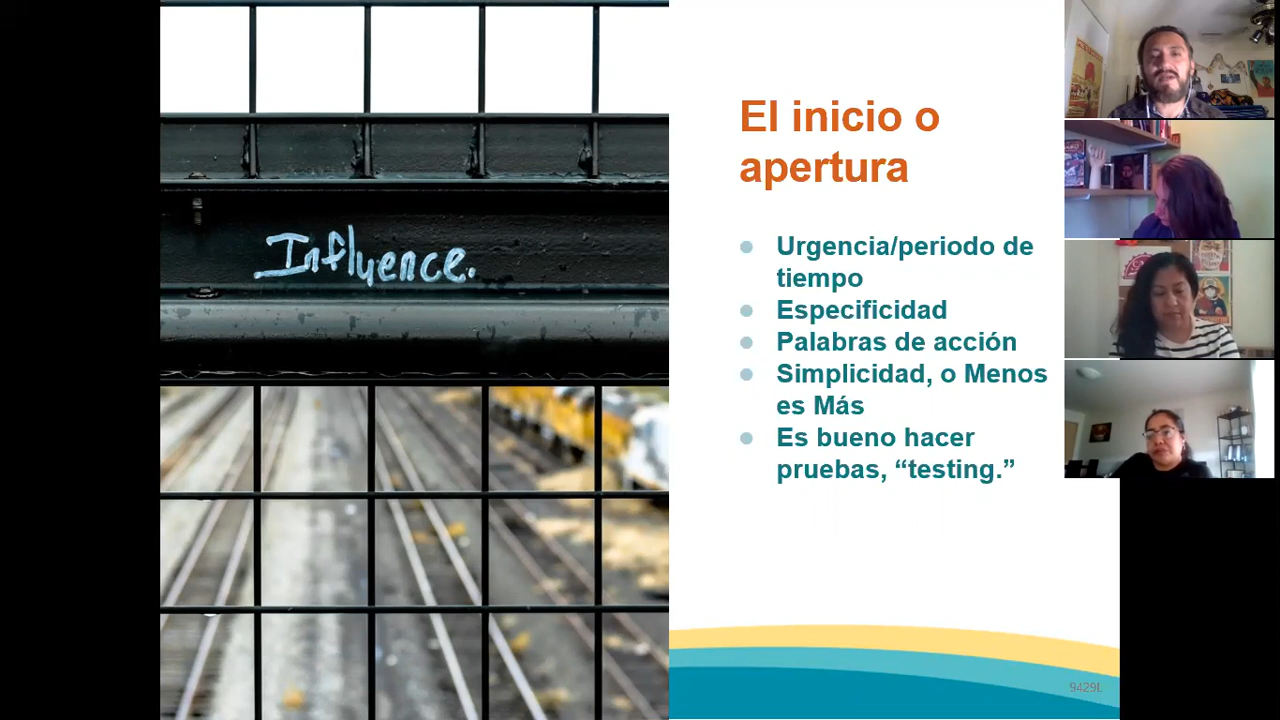 Influence.
El inicio o
apertura
Urgencia/periodo de
tiempo
Especificidad
Palabras de acción
Simplicidad, o Menos
es Más
Es bueno hacer
pruebas, “testing.”
9429L